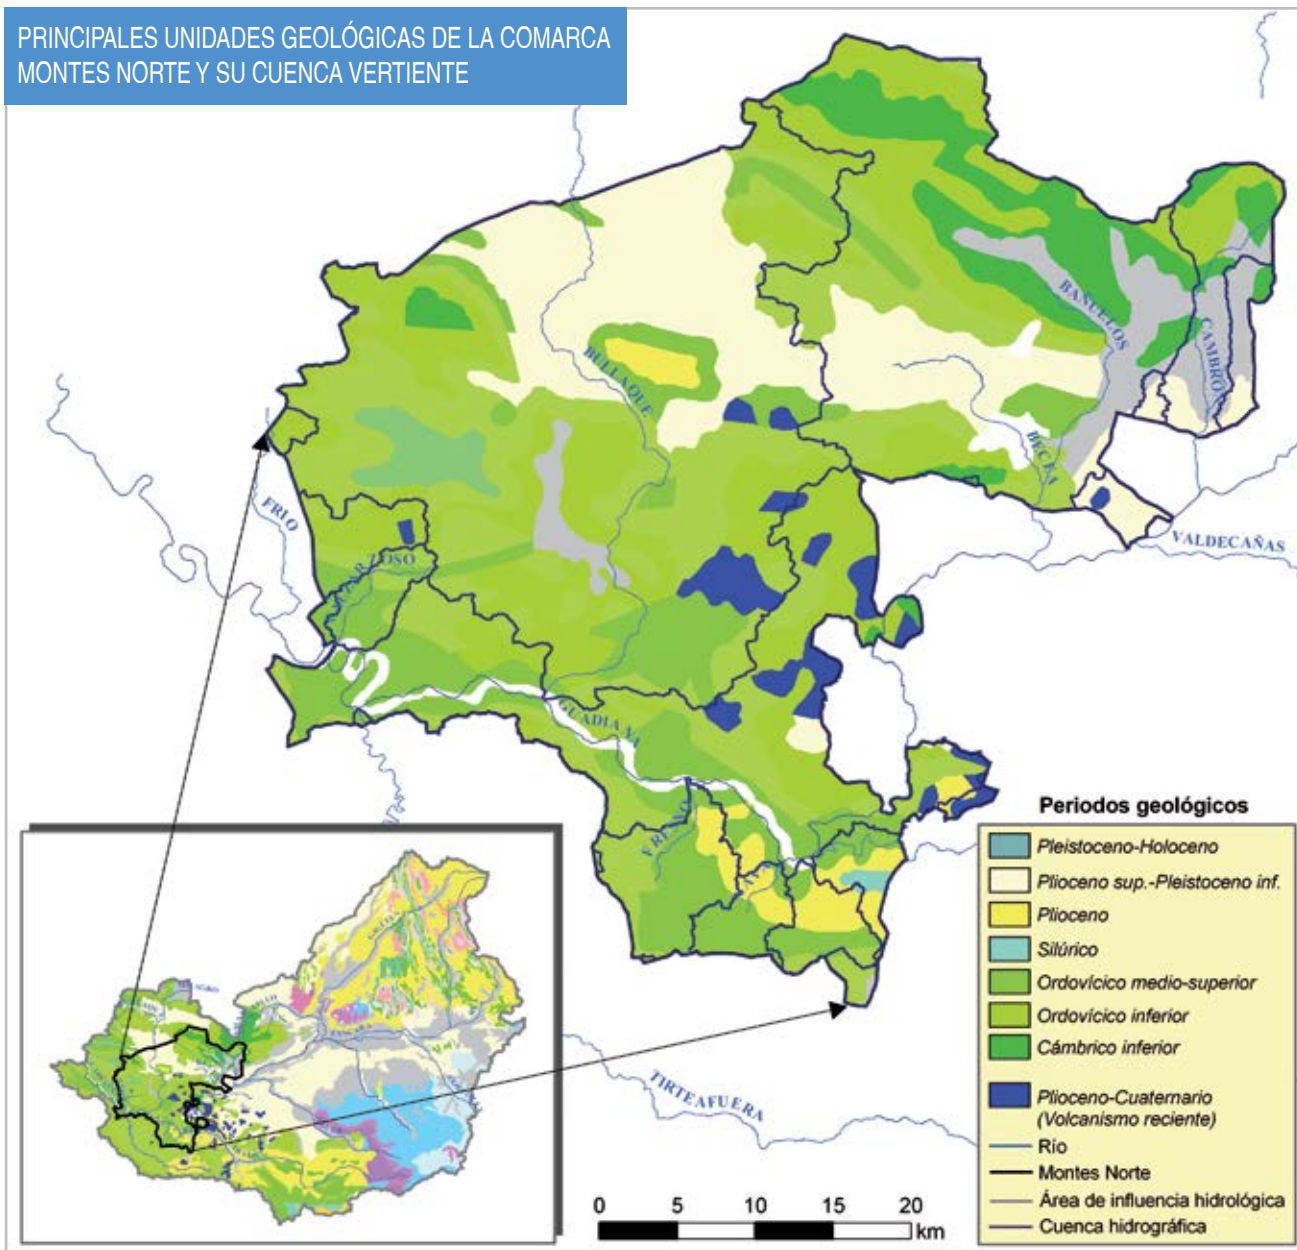 PRINCIPALES UNIDADES GEOLÓGICAS DE LA COMARCA
MONTES NORTE Y SU CUENCA VERTIENTE
BAÑUELOS
CAMBRÓ
BULLAQUE
BECEA
FRIO
VALDECAÑAS
GUADIANA
TIRTEAFUERA
Periodos geológicos
Pleistoceno-Holoceno
Plioceno sup.-Pleistoceno inf.
Plioceno
Silúrico
Ordovícico medio-superior
Ordovícico inferior
Cámbrico inferior
Plioceno-Cuaternario
(Volcanismo reciente)
Río
Montes Norte
Área de influencia hidrológica
Cuenca hidrográfica
0 5 10 15 20
km